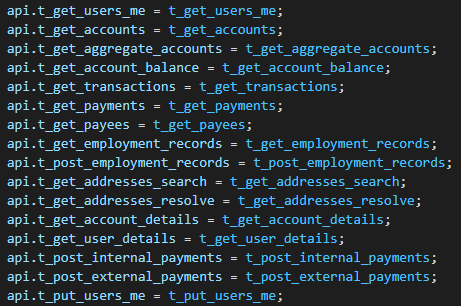 api.t_get_users_me = t_get_users_me;
api.t_get_accounts = t_get_accounts;
api.t_get_aggregate_accounts = t_get_aggregate_accounts;
api.t_get_account_balance = t_get_account_balance;
api.t_get_transactions = t_get_transactions;
api.t_get_payments = t_get_payments;
api.t_get_payees = t_get_payees;
api.t_get_employment_records = t_get_employment_records;
api.t_post_employment_records = t_post_employment_records;
api.t_get_addresses_search = t_get_addresses_search;
api.t_get_addresses_resolve = t_get_addresses_resolve;
api.t_get_account_details = t_get_account_details;
api.t_get_user_details = t_get_user_details;
api.t_post_internal_payments = t_post_internal_payments;
api.t_post_external_payments = t_post_external_payments;
api.t_put_users_me = t_put_users_me;